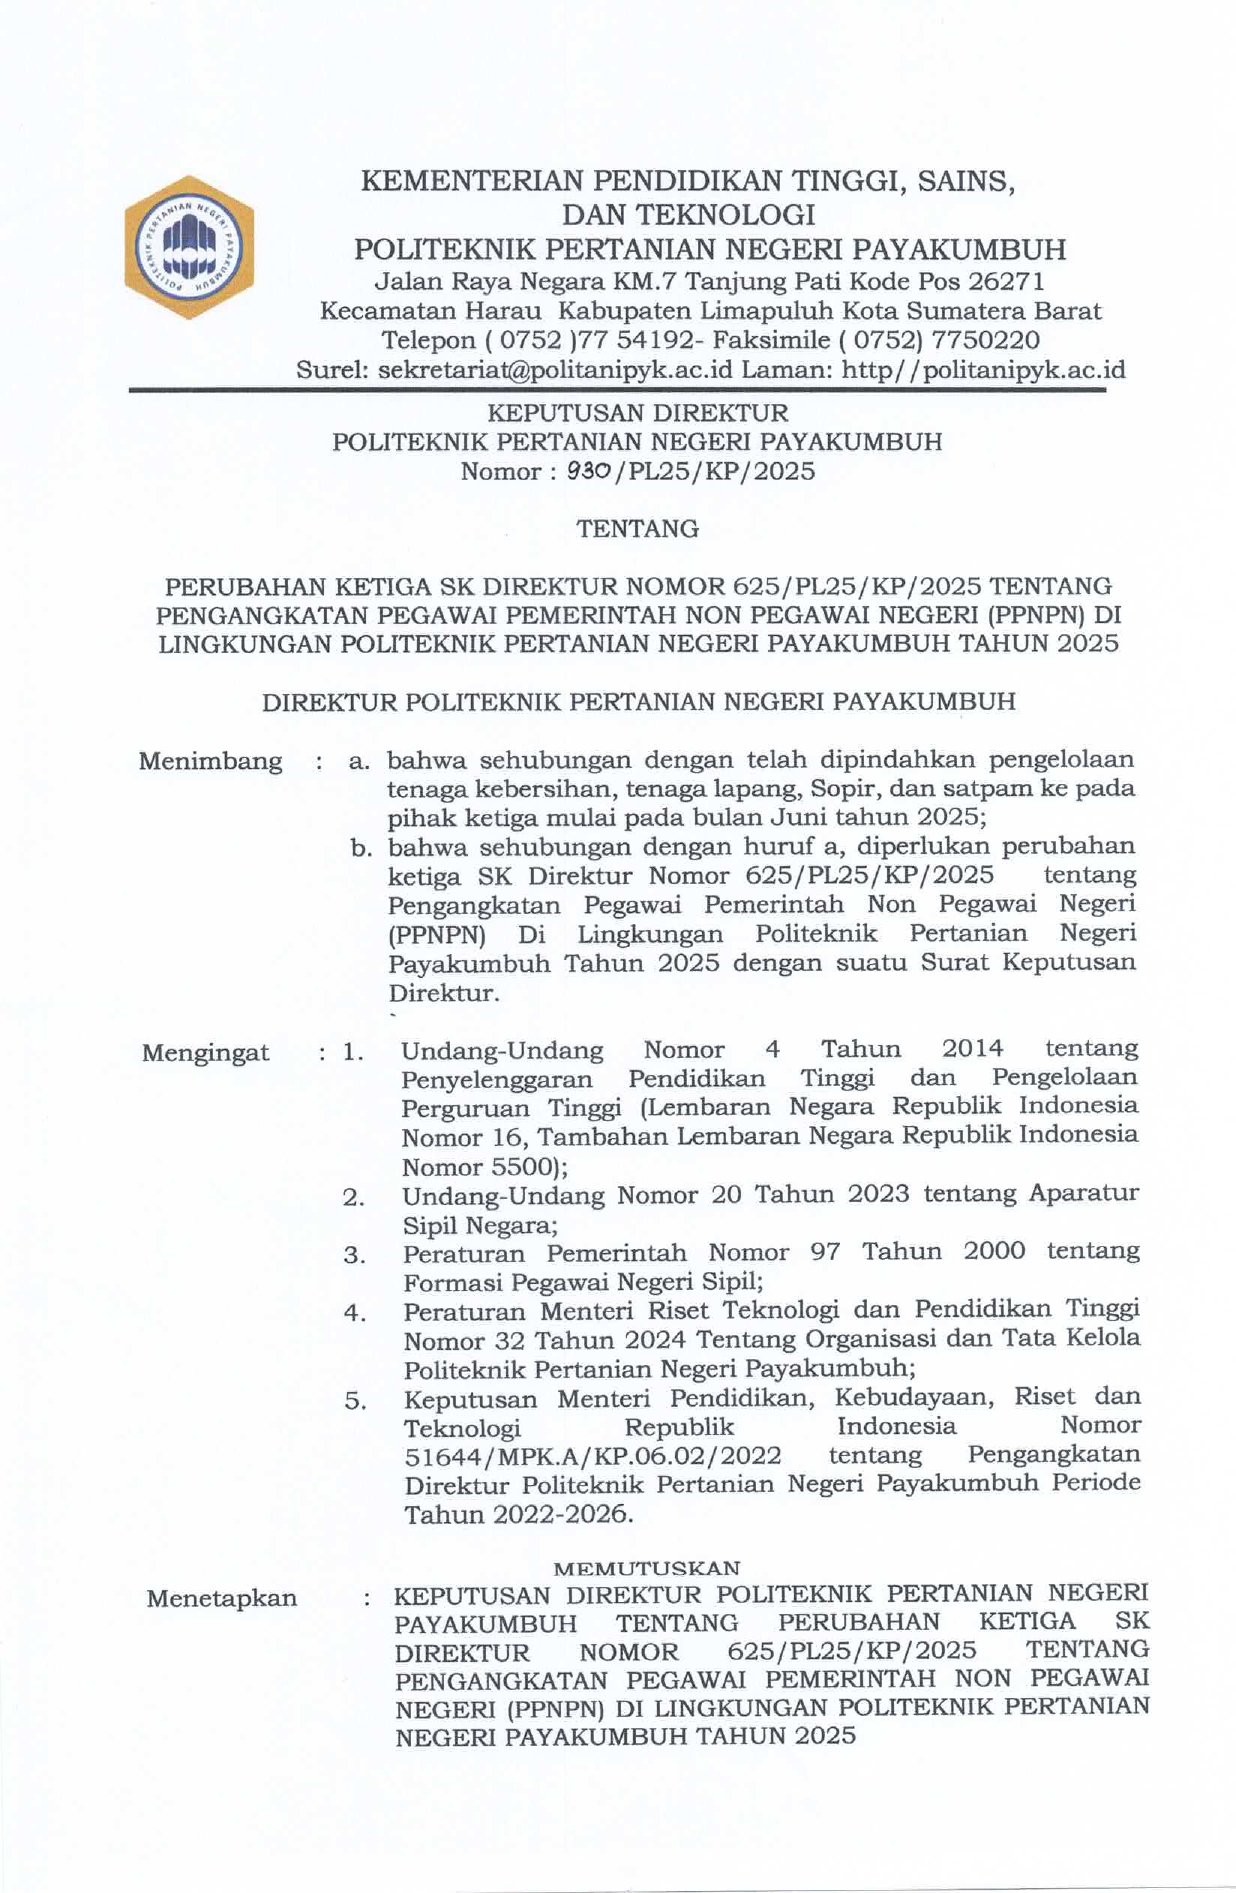 KEMENTERIAN PENDIDIKAN TINGGI, SAINS,
DAN TEKNOLOGI
POLITEKNIK PERTANIAN NEGERI PAYAKUMBUH
Jalan Raya Negara KM.7 Tanjung Pati Kode Pos 26271
Kecamatan Harau Kabupaten Limapuluh Kota Sumatera Barat
Telepon ( 0752 )77 54192- Faksimile ( 0752) 7750220
Surel: sekretariat@politanipyk.ac.id Laman: http//politanipyk.ac.id
POLITEKNIK PERTANIAN NEGERI PAYAKUMBUH
KEPUTUSAN DIREKTUR
POLITEKNIK PERTANIAN NEGERI PAYAKUMBUH
Nomor : 930/PL25/KP/2025
TENTANG
PERUBAHAN KETIGA SK DIREKTUR NOMOR 625/PL25/KP/2025 TENTANG
PENGANGKATAN PEGAWAI PEMERINTAH NON PEGAWAI NEGERI (PPNPN) DI
LINGKUNGAN POLITEKNIK PERTANIAN NEGERI PAYAKUMBUH TAHUN 2025
DIREKTUR POLITEKNIK PERTANIAN NEGERI PAYAKUMBUH
Menimbang : a. bahwa sehubungan dengan telah dipindahkan pengelolaan
tenaga kebersihan, tenaga lapang, Sopir, dan satpam ke pada
pihak ketiga mulai pada bulan Juni tahun 2025;
b. bahwa sehubungan dengan huruf a, diperlukan perubahan
ketiga SK Direktur Nomor 625/PL25/KP/2025 tentang
Pengangkatan Pegawai Pemerintah Non Pegawai Negeri
(PPNPN) Di Lingkungan Politeknik Pertanian Negeri
Payakumbuh Tahun 2025 dengan suatu Surat Keputusan
Direktur.
Mengingat : 1. Undang-Undang Nomor 4 Tahun 2014 tentang
Penyelenggaran Pendidikan Tinggi dan Pengelolaan
Perguruan Tinggi (Lembaran Negara Republik Indonesia
Nomor 16, Tambahan Lembaran Negara Republik Indonesia
Nomor 5500);
2. Undang-Undang Nomor 20 Tahun 2023 tentang Aparatur
Sipil Negara;
3. Peraturan Pemerintah Nomor 97 Tahun 2000 tentang
Formasi Pegawai Negeri Sipil;
4. Peraturan Menteri Riset Teknologi dan Pendidikan Tinggi
Nomor 32 Tahun 2024 Tentang Organisasi dan Tata Kelola
Politeknik Pertanian Negeri Payakumbuh;
5. Keputusan Menteri Pendidikan, Kebudayaan, Riset dan
Teknologi Republik Indonesia Nomor
51644/MPK.A/KP.06.02/2022 tentang Pengangkatan
Direktur Politeknik Pertanian Negeri Payakumbuh Periode
Tahun 2022-2026.
MEMUTUSKAN
Menetapkan : KEPUTUSAN DIREKTUR POLITEKNIK PERTANIAN NEGERI
PAYAKUMBUH TENTANG PERUBAHAN KETIGA SK
DIREKTUR NOMOR 625/PL25/KP/2025 TENTANG
PENGANGKATAN PEGAWAI PEMERINTAH NON PEGAWAI
NEGERI (PPNPN) DI LINGKUNGAN POLITEKNIK PERTANIAN
NEGERI PAYAKUMBUH TAHUN 2025